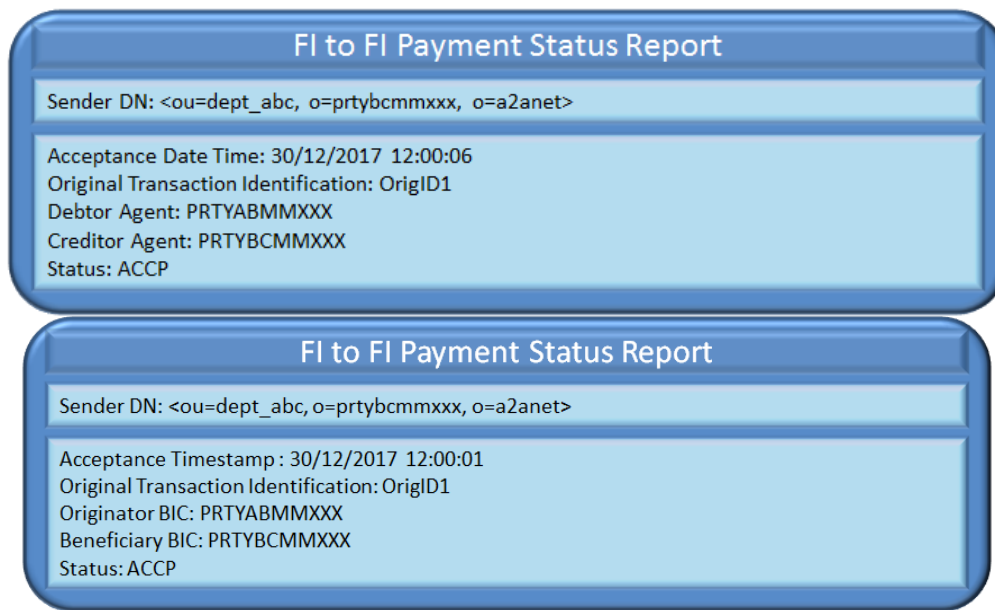 FI to FI Payment Status Report
Sender DN: <ou=dept_abc, o=prtybcmmxxx, o=a2anet>
Acceptance Date Time: 30/12/2017 12:00:06
Original Transaction Identification: OrigID1
Debtor Agent: PRTYABMMXXX
Creditor Agent: PRTYBCMMXXX
Status: ACCP
FI to FI Payment Status Report
Sender DN: <ou=dept_abc, o=prtybcmmxxx, o=a2anet>
Acceptance Timestamp : 30/12/2017 12:00:01
Original Transaction Identification: OrigID1
Originator BIC: PRTYABMMXXX
Beneficiary BIC: PRTYBCMMXXX
Status: ACCP